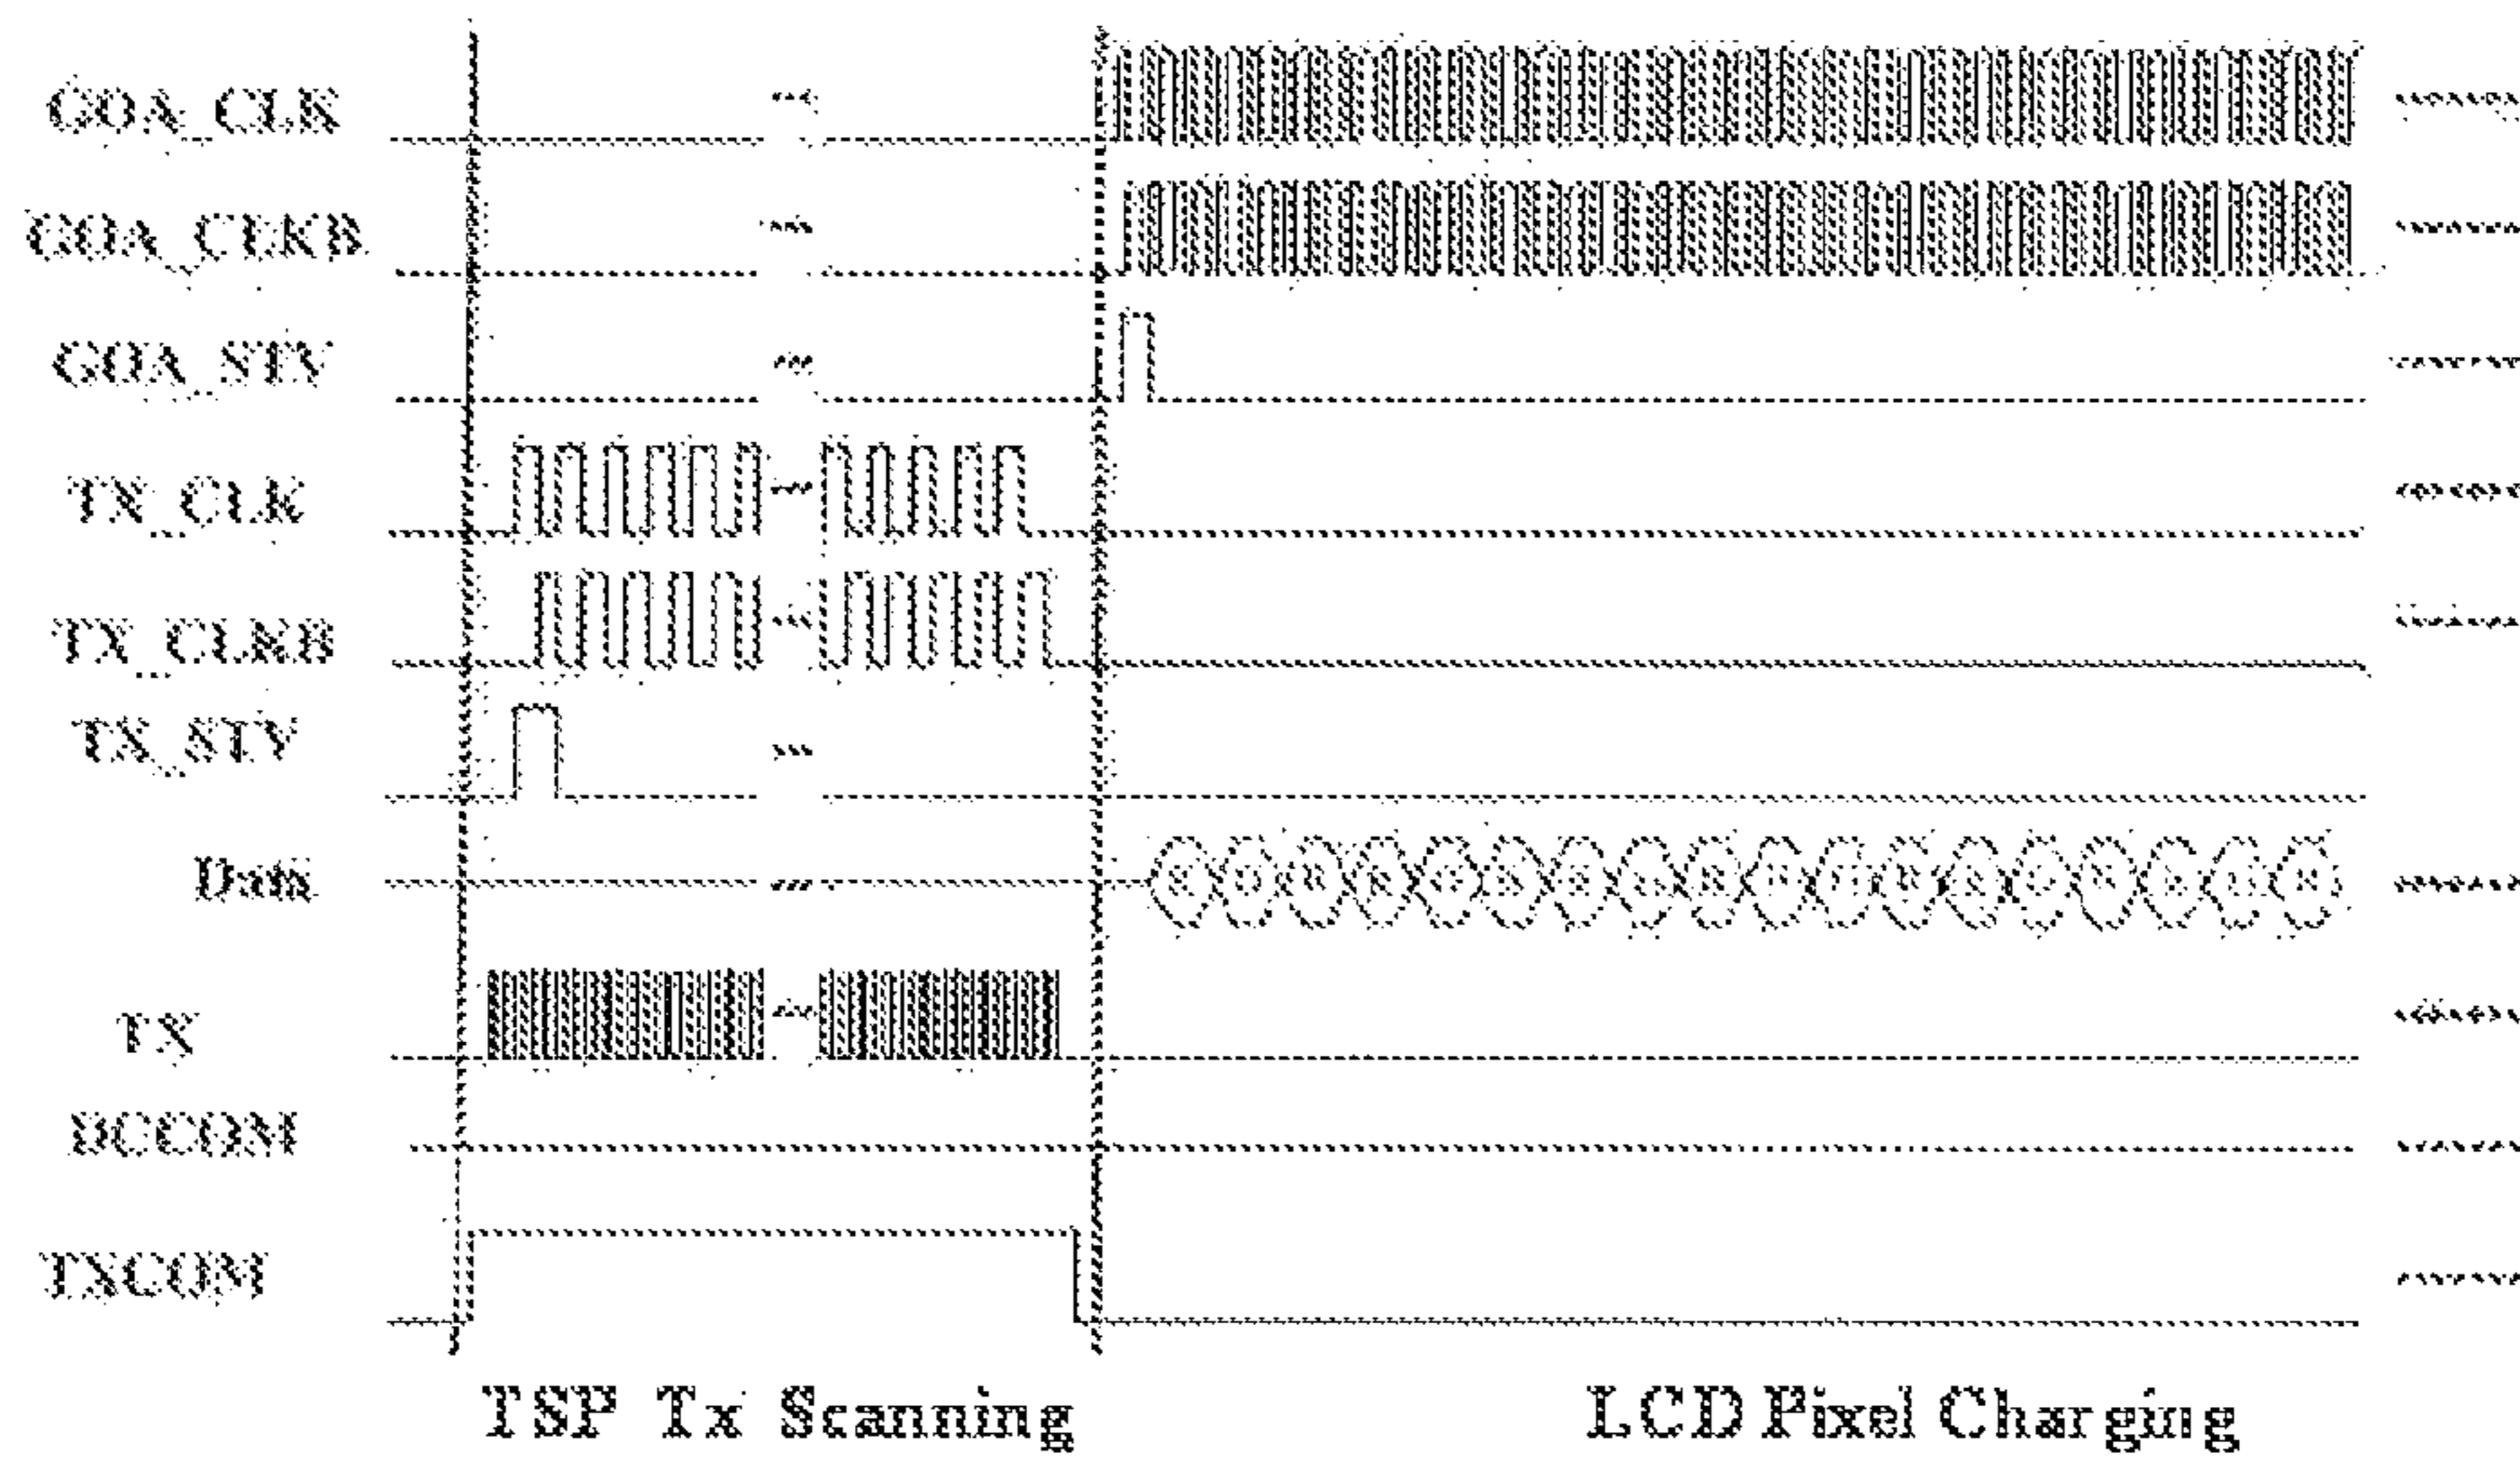 GOA_CLK
GOA_CLKB
GOA_STV
TX_CLK
TX_CLKB
TX_STV
Data
TX
DCCOM
TXCOM
TSP Tx Scanning
LCD Pixel Charging